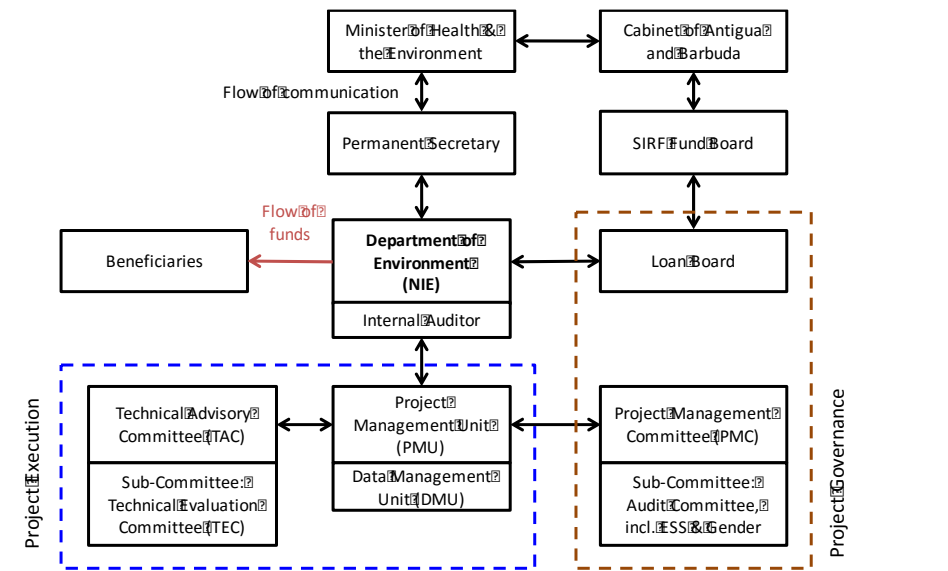 Minister of Health &
the Environment
Cabinet of Antigua
and Barbuda
Flow of communication
Permanent Secretary
SIRF Fund Board
Flow of
funds
Beneficiaries
Department of
Environment
(NIE)
Loan Board
Internal Auditor
Project Execution
Technical Advisory
Committee (TAC)
Project
Management Unit
(PMU)
Project Management
Committee (PMC)
Project Governance
Sub-Committee:
Technical Evaluation
Committee (TEC)
Data Management
Unit (DMU)
Sub-Committee:
Audit Committee,
incl. ESS & Gender